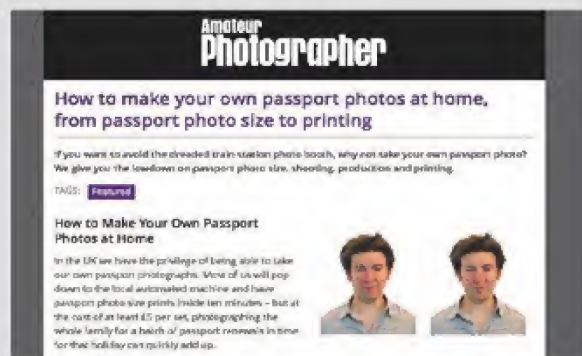 Amateur
Photographer
How to make your own passport photos at home,
from passport photo size to printing
If you want to avoid the dreaded train station photo booth, why not take your own passport photo?
We give you the lowdown on passport photo size, shooting, production and printing.
TAGS: Featured
How to Make Your Own Passport
Photos at Home
In the UK we have the privilege of being able to take
our own passport photographs. Most of us will pop
down to the local automated machine and have
passport photo size prints inside ten minutes – but at
the cost of at least £5 per set, photographing the
whole family for a batch of passport renewals in time
for that holiday can quickly add up.